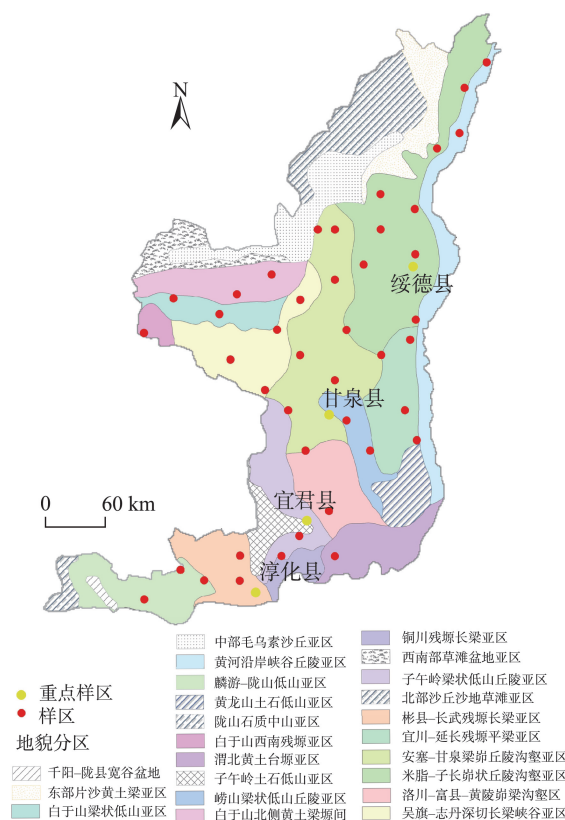 N
绥德县
甘泉县
宜君县
0 60 km
淳化县
重点样区
样区
地貌分区
千阳–陇县宽谷盆地
东部片沙黄土梁亚区
白于山梁状低山亚区
中部毛乌素沙丘亚区
黄河沿岸峡谷丘陵亚区
麟游–陇山低山亚区
黄龙山土石低山亚区
陇山石质中山亚区
白于山西南残塬亚区
渭北黄土台塬亚区
子午岭土石低山亚区
崂山梁状低山丘陵亚区
白于山北侧黄土梁塬间
铜川残塬长梁亚区
西南部草滩盆地亚区
子午岭梁状低山丘陵亚区
北部沙丘沙地草滩亚区
彬县–长武残塬长梁亚区
宜川–延长残塬平梁亚区
安塞–甘泉梁峁丘陵沟壑亚区
米脂–子长峁状丘陵沟壑亚区
洛川–富县–黄陵峁梁沟壑区
吴旗–志丹深切长梁峡谷亚区